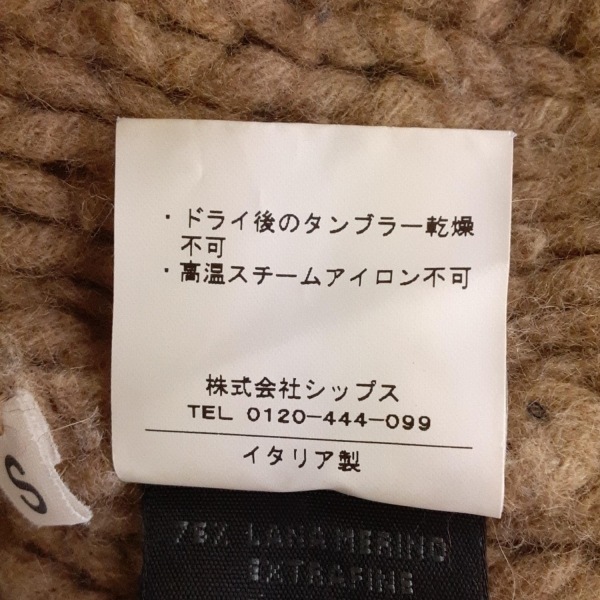 ・ドライ後のタンブラー乾燥
不可
・高温スチームアイロン不可
株式会社シップス
TEL 0120-444-099
イタリア製
S
LANA MERINO
EXTRAFINE